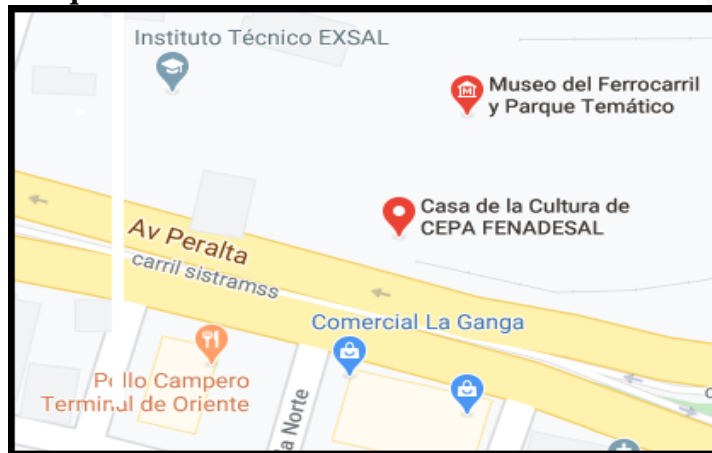 Instituto Técnico EXSAL
Museo del Ferrocarril
y Parque Temático
Casa de la Cultura de
CEPA FENADESAL
Av Peralta
carril sistramss
Comercial La Ganga
Pollo Campero
Terminal de Oriente
Norte